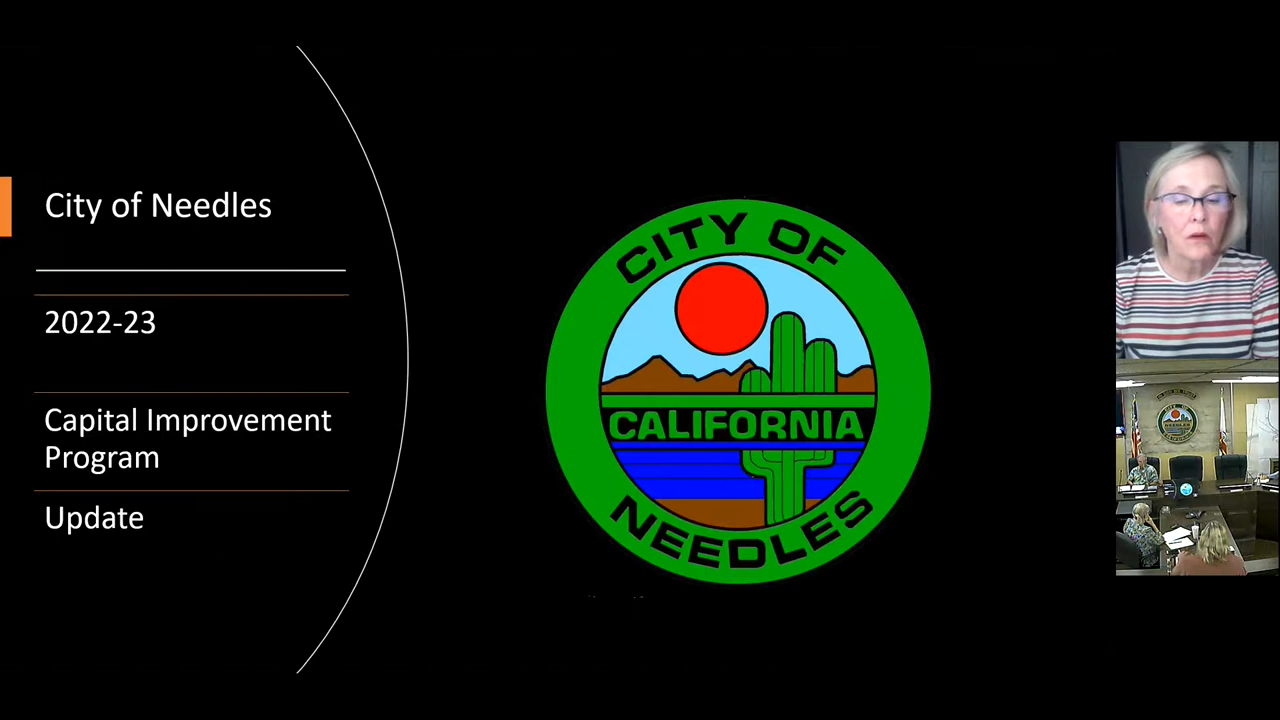 City of Needles
2022-23
Capital Improvement
Program
Update
CITY OF
CALIFORNIA
NEEDLES